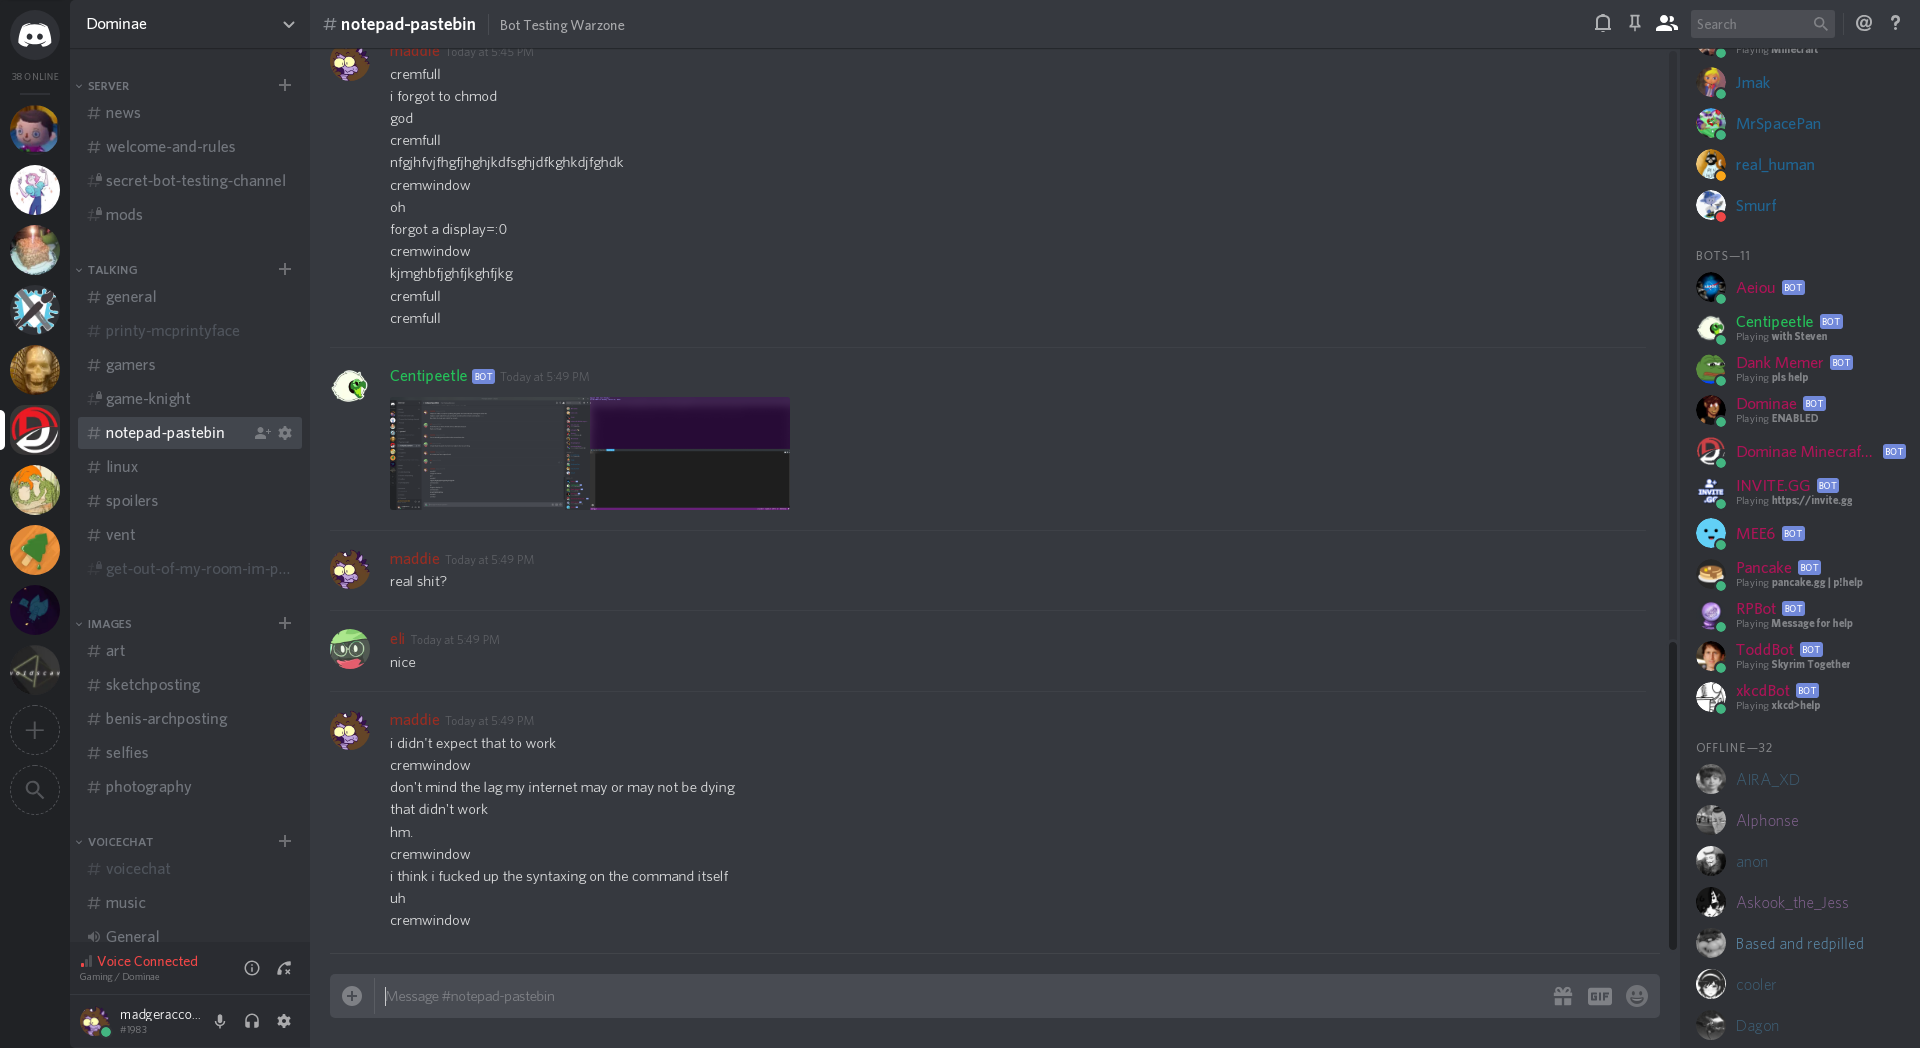 38 ONLINE
Dominae
SERVER
# news
# welcome-and-rules
# secret-bot-testing-channel
# mods
TALKING
# general
# printy-mcprintyface
# gamers
# game-knight
# notepad-pastebin
# linux
# spoilers
# vent
# get-out-of-my-room-im-p...
IMAGES
# art
# sketchposting
# benis-archposting
# selfies
# photography
VOICECHAT
# voicechat
# music
General
Voice Connected
Gaming / Dominae
madgeracco...
#1983
# notepad-pastebin
Bot Testing Warzone
Search
maddie Today at 5:45 PM
cremfull
i forgot to chmod
god
cremfull
nfgjhfvjfhgfjhghjkdfsghjdfkghkdjfghdk
cremwindow
oh
forgot a display=:0
cremwindow
kjmghbfjghfjkghfjkg
cremfull
cremfull
Centipeetle BOT Today at 5:49 PM
maddie Today at 5:49 PM
real shit?
eli Today at 5:49 PM
nice
maddie Today at 5:49 PM
i didn't expect that to work
cremwindow
don't mind the lag my internet may or may not be dying
that didn't work
hm.
cremwindow
i think i fucked up the syntaxing on the command itself
uh
cremwindow
Message #notepad-pastebin
GIF
Playing Minecraft
Jmak
MrSpacePan
real_human
Smurf
BOTS—11
Aeiou BOT
Centipeetle BOT
Playing with Steven
Dank Memer BOT
Playing pls help
Dominae BOT
Playing ENABLED
Dominae Minecraf... BOT
INVITE.GG BOT
Playing https://invite.gg
MEE6 BOT
Pancake BOT
Playing pancake.gg | p!help
RPBot BOT
Playing Message for help
ToddBot BOT
Playing Skyrim Together
xkcdBot BOT
Playing xkcd>help
OFFLINE—32
AIRA_XD
Alphonse
anon
Askook_the_Jess
Based and redpilled
cooler
Dagon